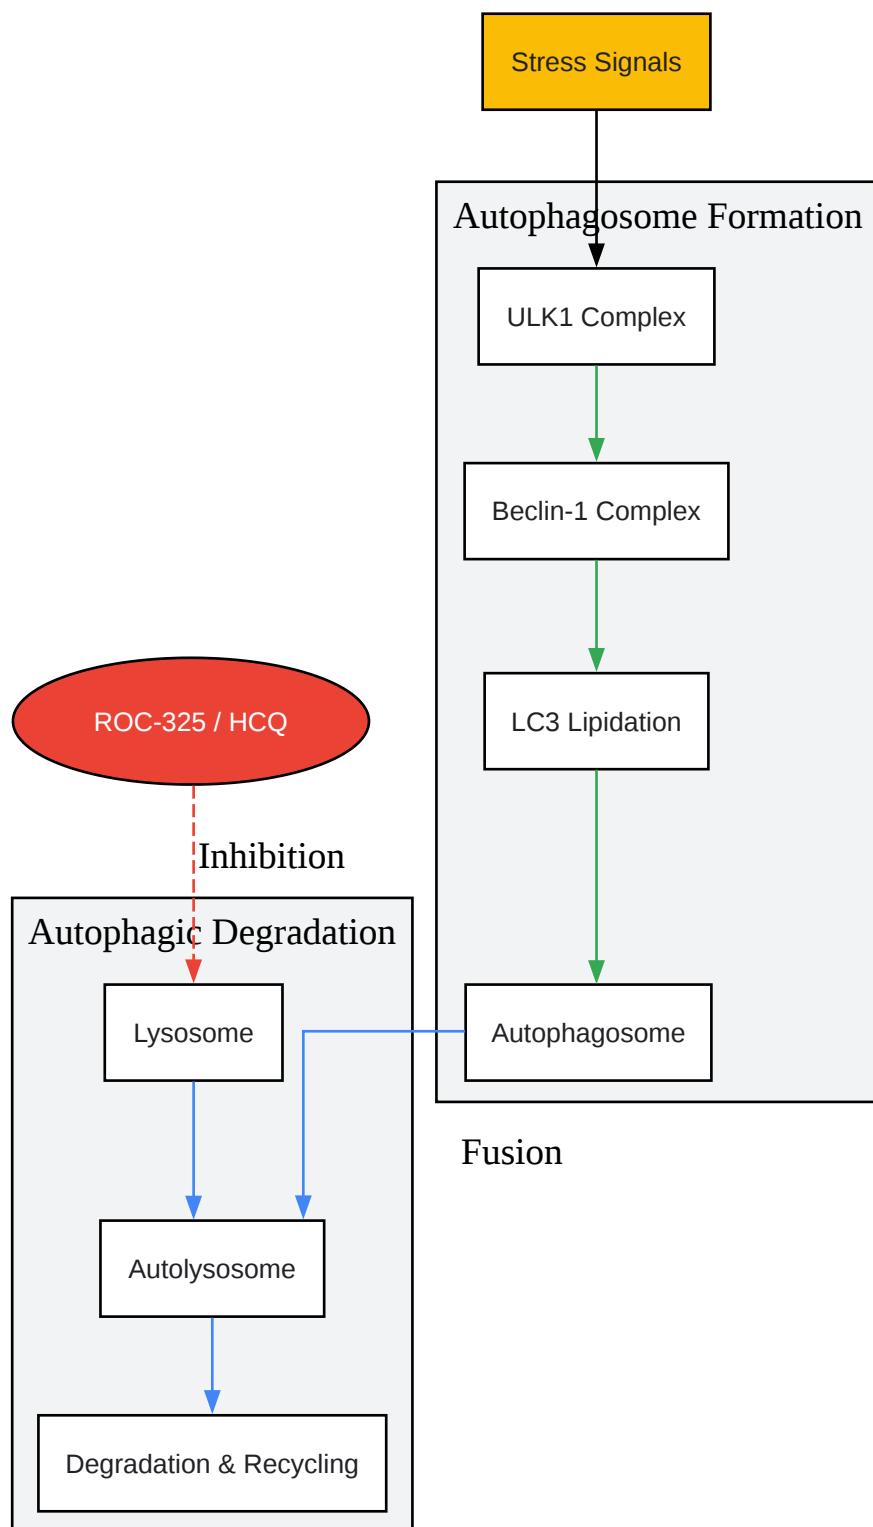 Stress Signals
Autophagosome Formation
ULK1 Complex
Beclin-1 Complex
ROC-325 / HCQ
LC3 Lipidation
Inhibition
Autophagic Degradation
Lysosome
Autophagosome
Fusion
Autolysosome
Degradation & Recycling